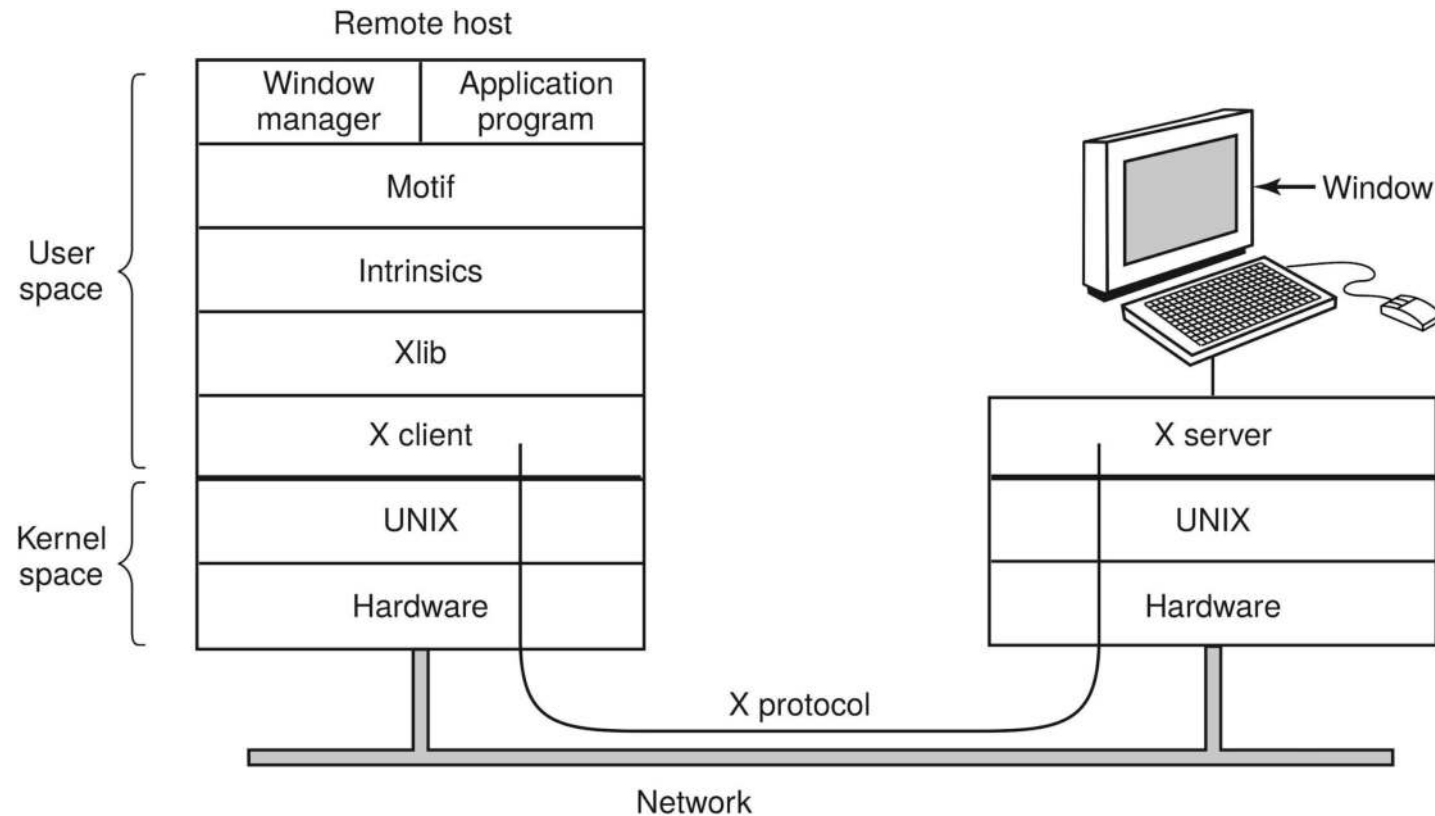 Remote host
Window
manager
Application
program
Motif
Intrinsics
Xlib
X client
UNIX
Hardware
User
space
Kernel
space
Window
X server
UNIX
Hardware
X protocol
Network